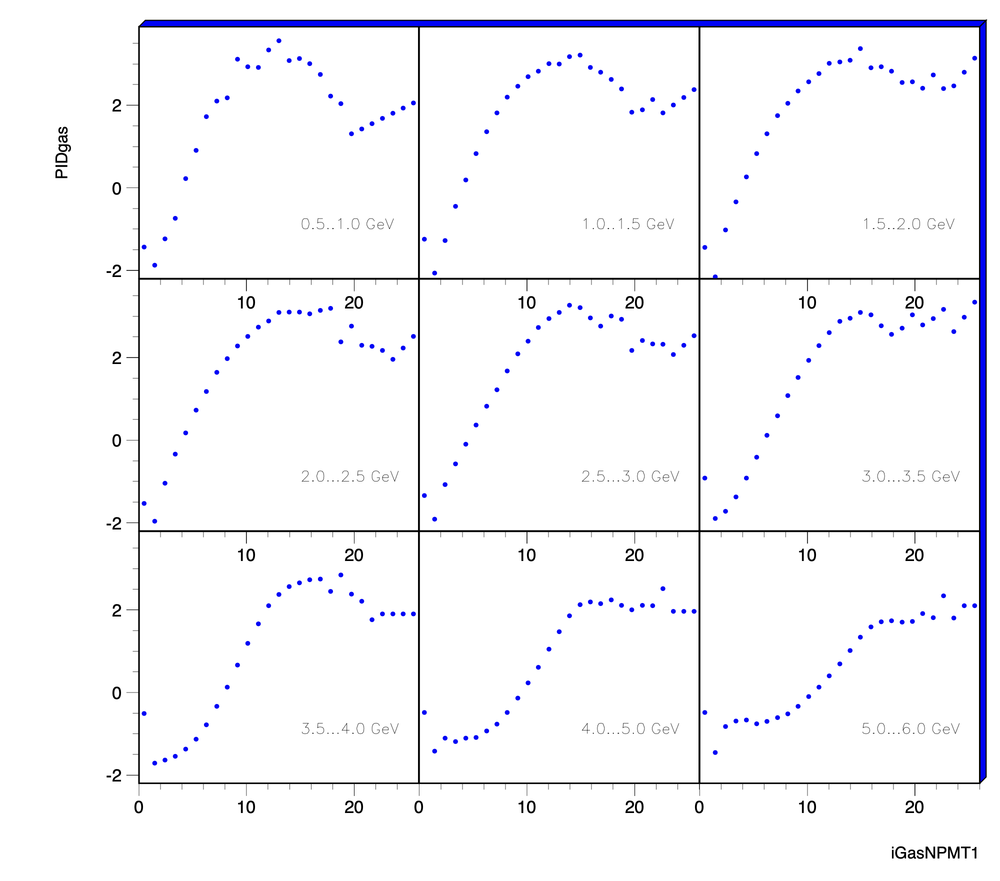 PIDgas
2
0
-2
0.5..1.0 GeV
1.0..1.5 GeV
1.5..2.0 GeV
10 20 10 20 10 20
2
0
-2
2.0...2.5 GeV
2.5...3.0 GeV
3.0...3.5 GeV
10 20 10 20 10 20
2
0
-2
3.5...4.0 GeV
4.0...5.0 GeV
5.0...6.0 GeV
0 10 20 0 10 20 0 10 20
iGasNPMT1